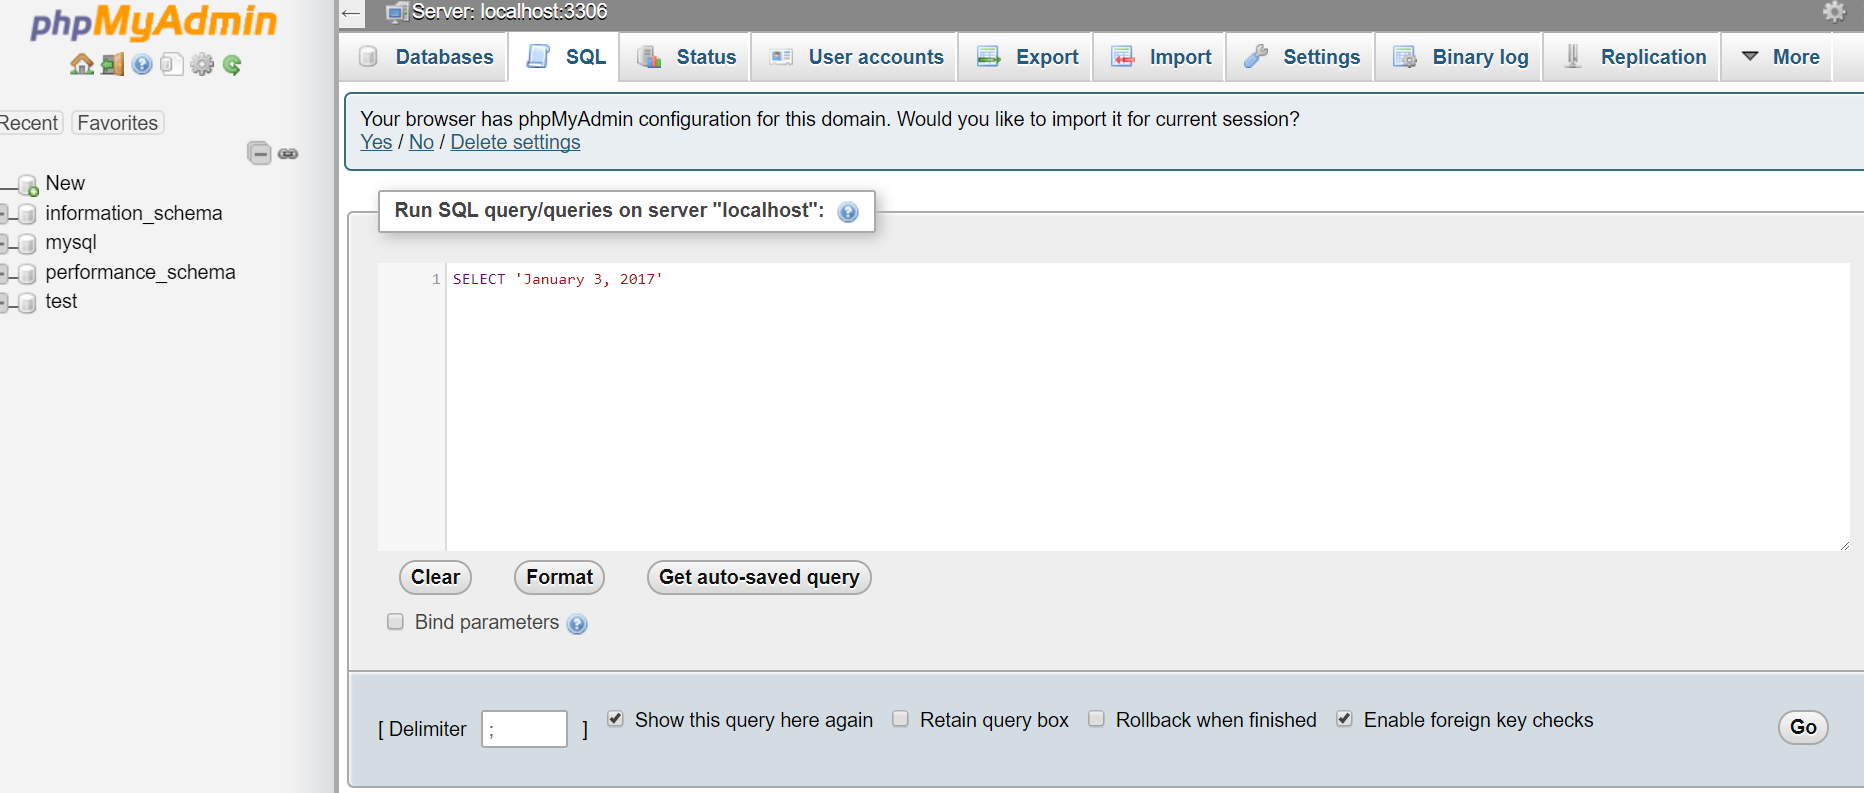 phpMyAdmin
Recent Favorites
New
information_schema
mysql
performance_schema
test
Server: localhost:3306
Databases SQL Status User accounts Export Import Settings Binary log Replication More
Your browser has phpMyAdmin configuration for this domain. Would you like to import it for current session?
Yes / No / Delete settings
Run SQL query/queries on server "localhost":
1 SELECT 'January 3, 2017'
Clear Format Get auto-saved query
Bind parameters
[ Delimiter ; ] Show this query here again Retain query box Rollback when finished Enable foreign key checks Go